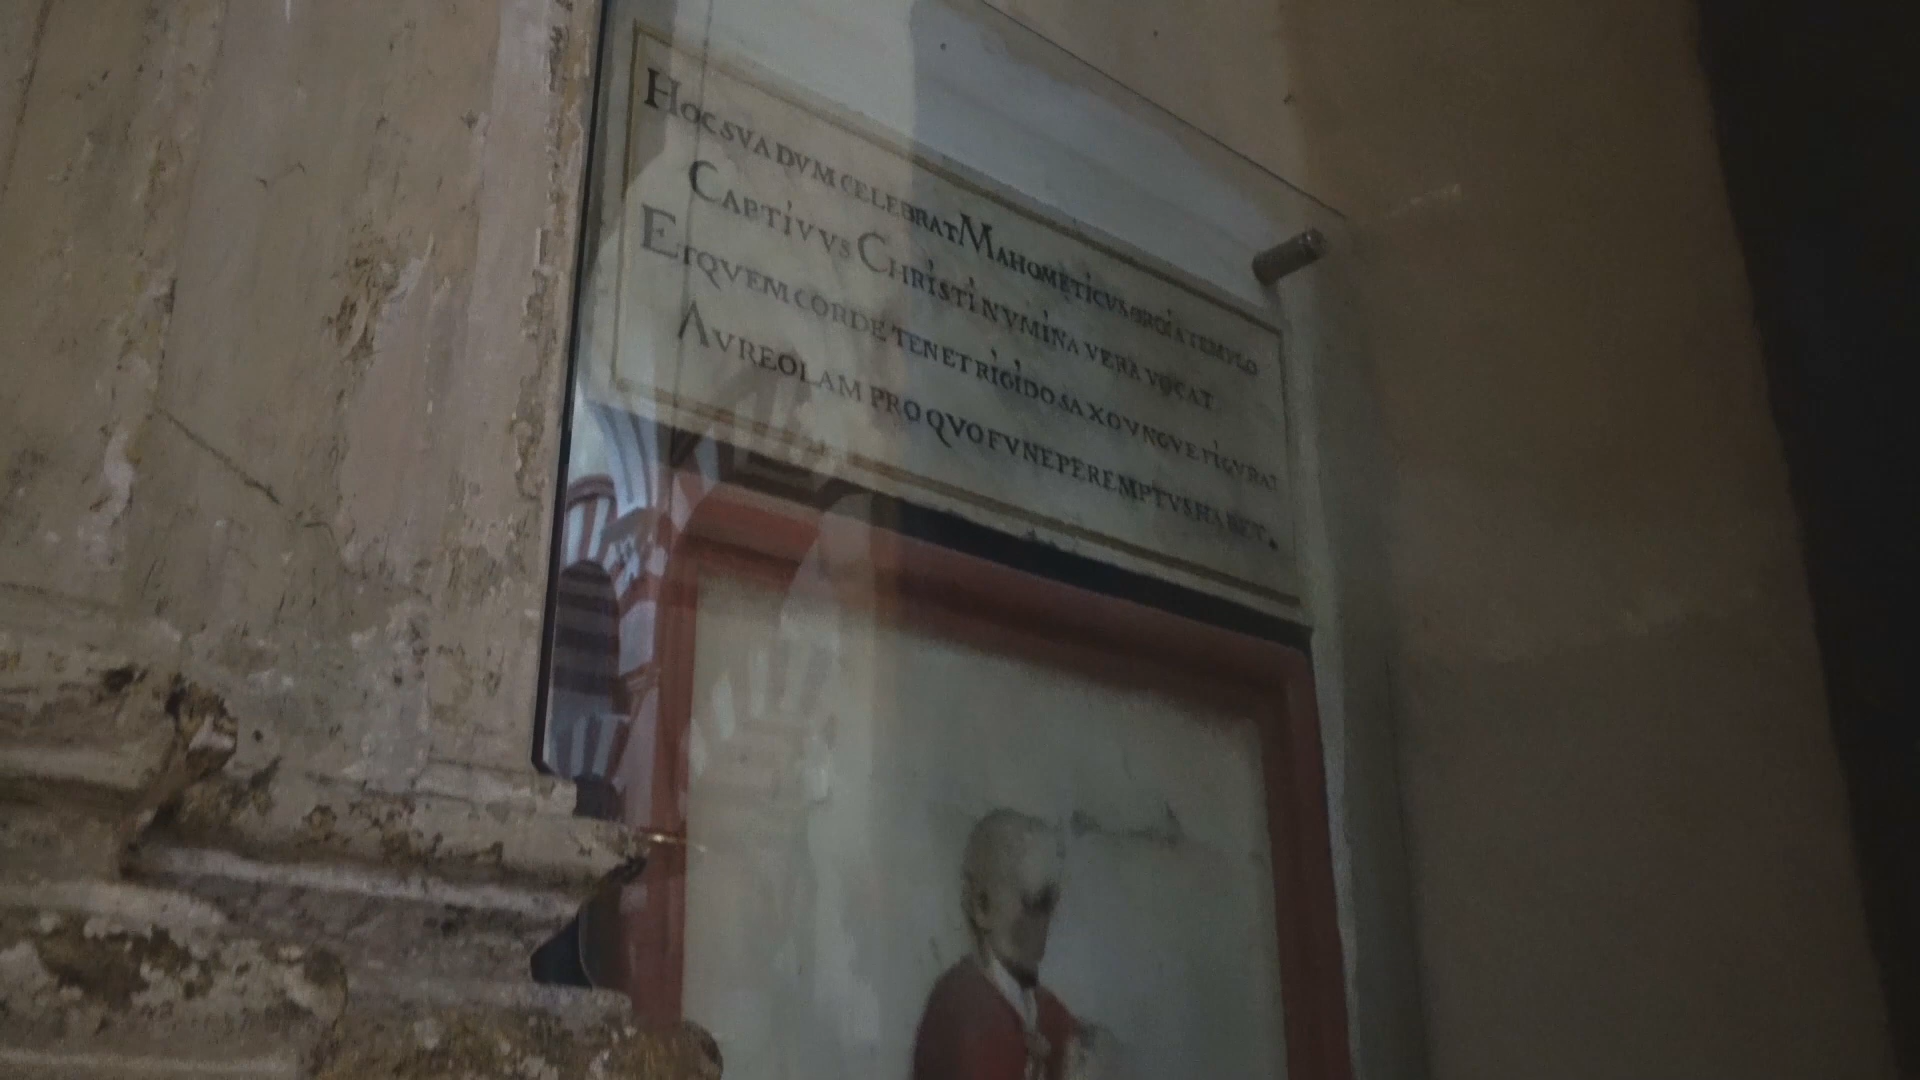 HOC SVA DVM CELEBRAT MAHOMETICVS ORGIA TEMPLO
CAPTIVVS CHRISTI NVMINA VERA VOCAT
ET QVEM CORDE TENET RIGIDO SAXO VNGVE FIGVRAT
AVREOLAM PRO QVO FVNE PEREMPTVS HABET.